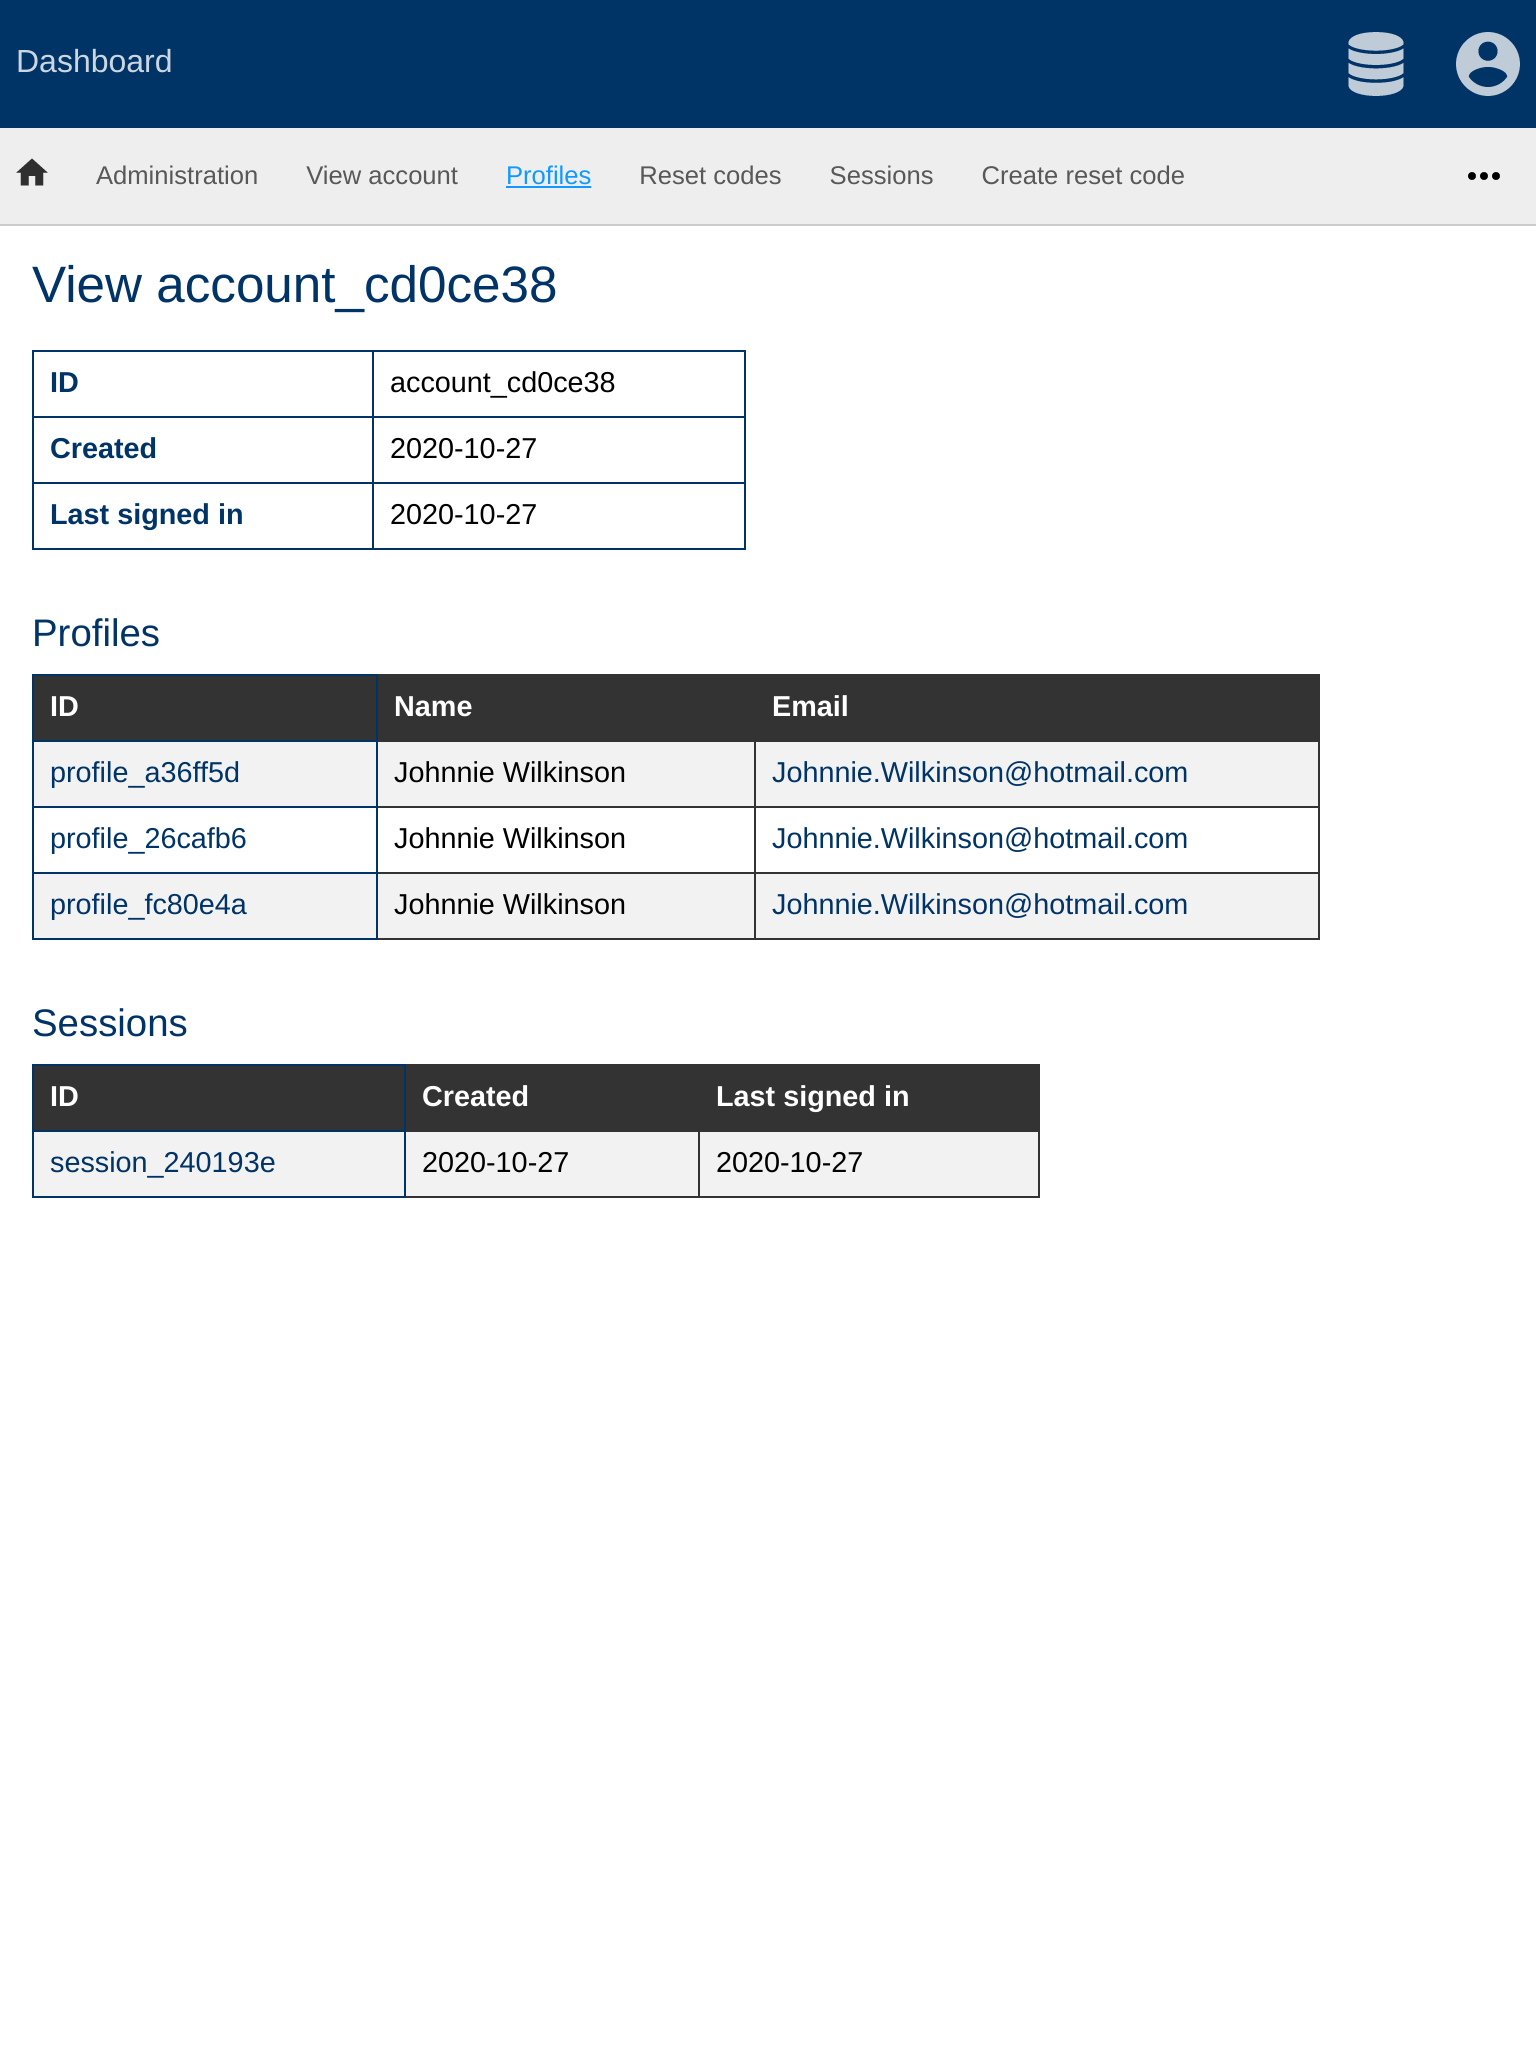 Dashboard
Administration View account Profiles Reset codes Sessions Create reset code
View account_cd0ce38
ID account_cd0ce38
Created 2020-10-27
Last signed in 2020-10-27
Profiles
ID Name Email
profile_a36ff5d Johnnie Wilkinson Johnnie.Wilkinson@hotmail.com
profile_26cafb6 Johnnie Wilkinson Johnnie.Wilkinson@hotmail.com
profile_fc80e4a Johnnie Wilkinson Johnnie.Wilkinson@hotmail.com
Sessions
ID Created Last signed in
session_240193e 2020-10-27 2020-10-27